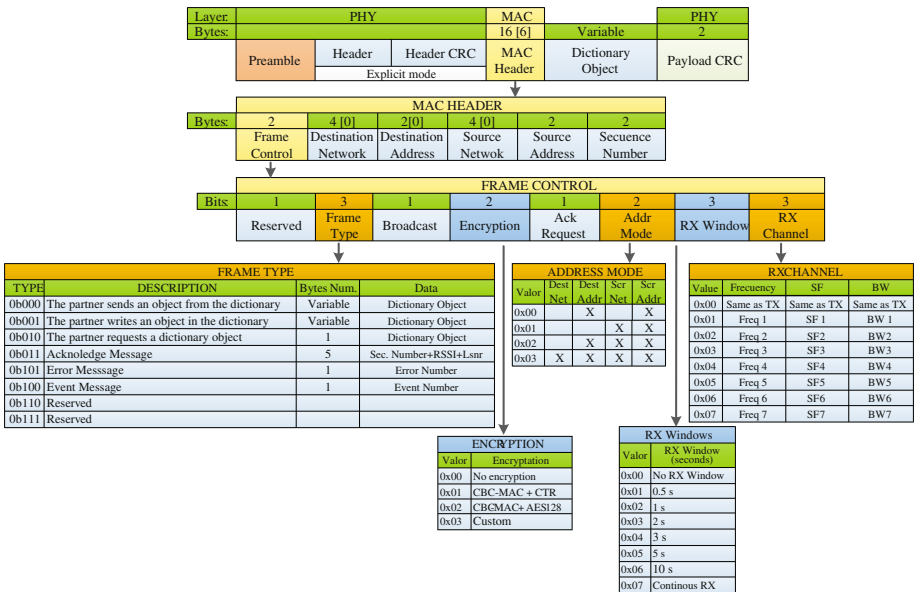 Layer: PHY MAC PHY
Bytes: 16 [6] Variable 2
Preamble Header Header CRC MAC Header Dictionary Object Payload CRC
Explicit mode
MAC HEADER
Bytes: 2 4 [0] 2[0] 4 [0] 2 2
Frame Control Destination Network Destination Address Source Netwok Source Address Secuence Number
FRAME CONTROL
Bits: 1 3 1 2 1 2 3 3
Reserved Frame Type Broadcast Encryption Ack Request Addr Mode RX Window RX Channel
FRAME TYPE
TYPE DESCRIPTION Bytes Num. Data
0b000 The partner sends an object from the dictionary Variable Dictionary Object
0b001 The partner writes an object in the dictionary Variable Dictionary Object
0b010 The partner requests a dictionary object 1 Dictionary Object
0b011 Acknoledge Message 5 Sec. Number+RSSI+Lsnr
0b101 Error Messsage 1 Error Number
0b100 Event Messsage 1 Event Number
0b110 Reserved
0b111 Reserved
ADDRESS MODE
Valor Dest Net Dest Addr Scr Net Scr Addr
0x00 X X
0x01 X X
0x02 X X X
0x03 X X X X
RXCHANNEL
Value Frecuency SF BW
0x00 Same as TX Same as TX Same as TX
0x01 Freq 1 SF 1 BW 1
0x02 Freq 2 SF2 BW2
0x03 Freq 3 SF3 BW3
0x04 Freq 4 SF4 BW4
0x05 Freq 5 SF5 BW5
0x06 Freq 6 SF6 BW6
0x07 Freq 7 SF7 BW7
ENCRYPTION
Valor Encryptation
0x00 No encryption
0x01 CBC-MAC + CTR
0x02 CBCMAC+ AES128
0x03 Custom
RX Windows
Valor RX Window (seconds)
0x00 No RX Window
0x01 0.5 s
0x02 1 s
0x03 2 s
0x04 3 s
0x05 5 s
0x06 10 s
0x07 Continous RX